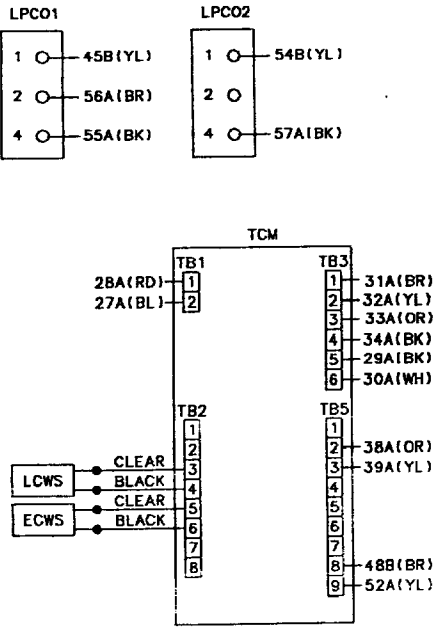 LPCO1
LPCO2
1 45B(YL)
2 56A(BR)
4 55A(BK)
1 54B(YL)
2
4 57A(BK)
TCM
TB1
28A(RD) 1
27A(BL) 2
TB3
1 31A(BR)
2 32A(YL)
3 33A(OR)
4 34A(BK)
5 29A(BK)
6 30A(WH)
TB2
1
2
LCWS
CLEAR 3
BLACK 4
ECWS
CLEAR 5
BLACK 6
7
8
TB5
1
2 38A(OR)
3 39A(YL)
4
5
6
7
8 48B(BR)
9 52A(YL)